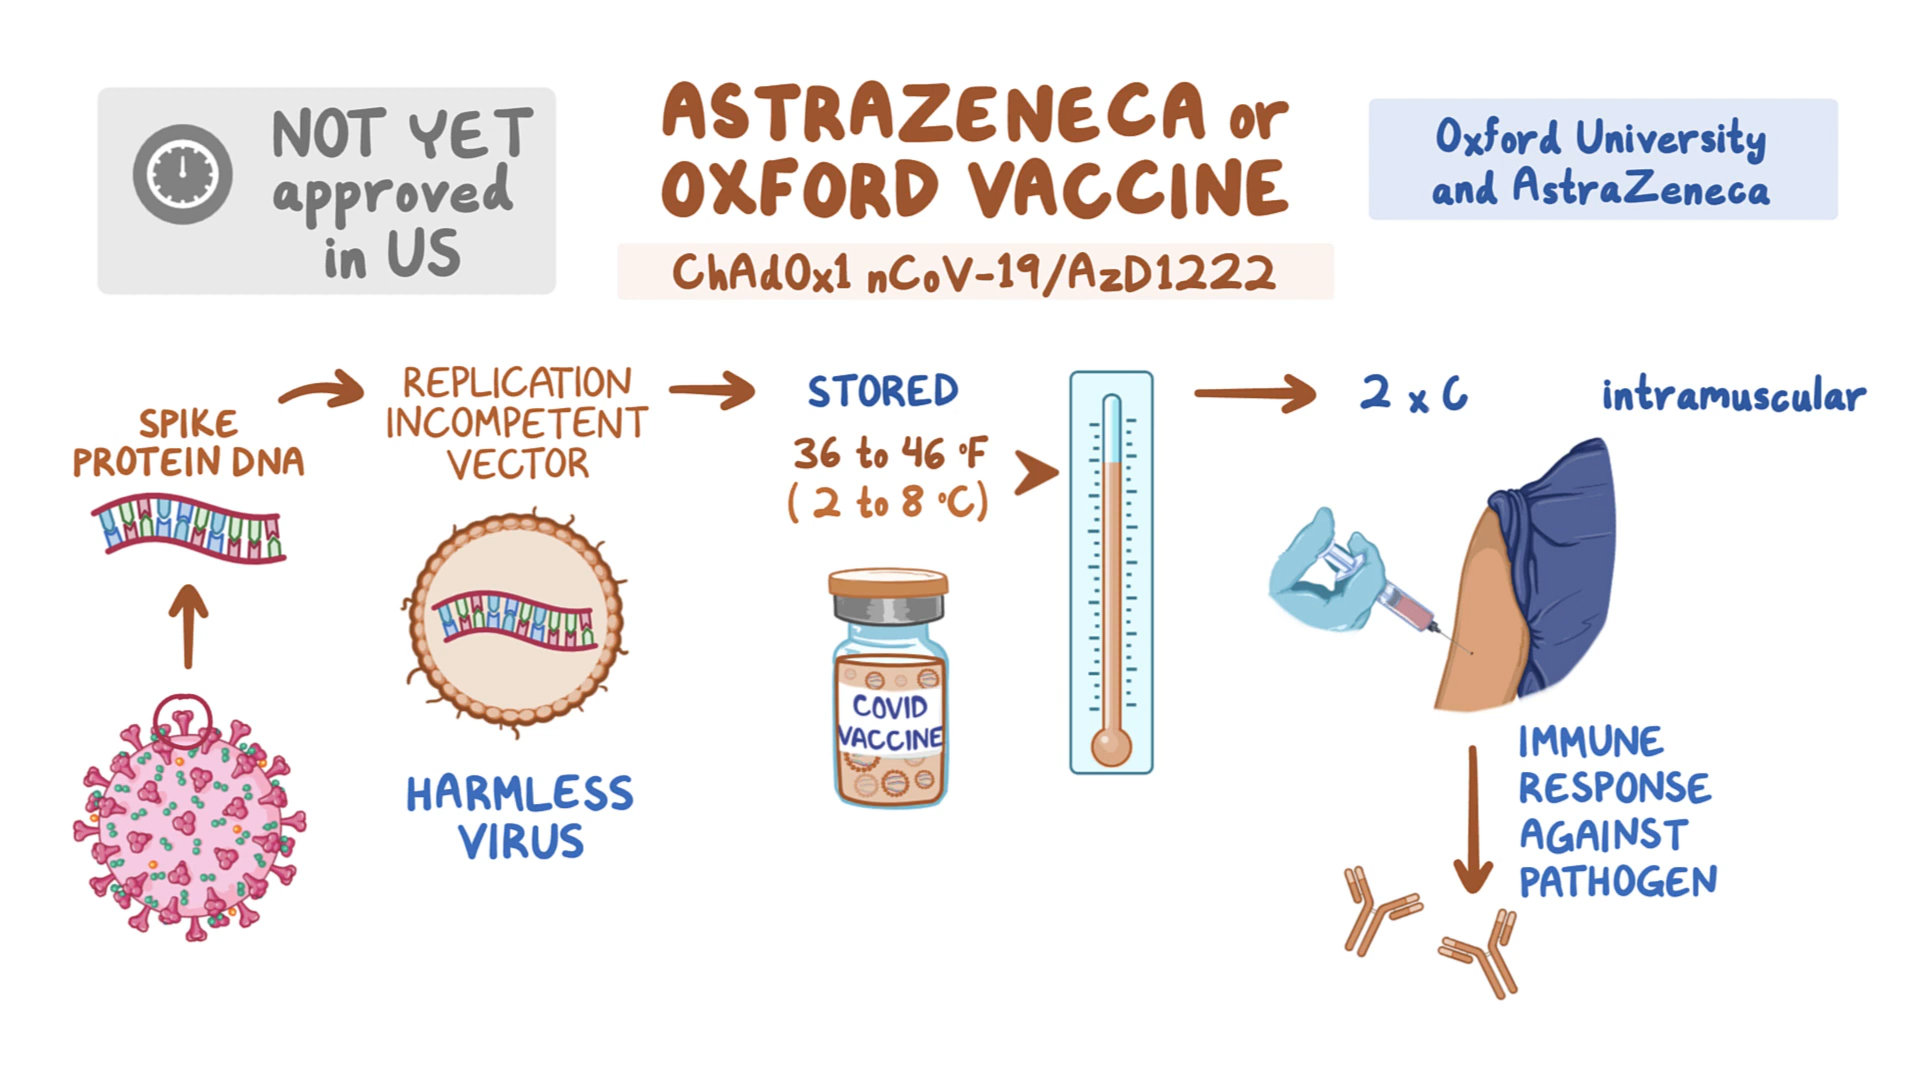 NOT YET
approved
in US
ASTRAZENECA or
OXFORD VACCINE
ChAdOx1 nCoV-19/AzD1222
Oxford University
and AstraZeneca
SPIKE
PROTEIN DNA
REPLICATION
INCOMPETENT
VECTOR
HARMLESS
VIRUS
STORED
36 to 46 °F
(2 to 8 °C)
COVID
VACCINE
2 x C
intramuscular
IMMUNE
RESPONSE
AGAINST
PATHOGEN